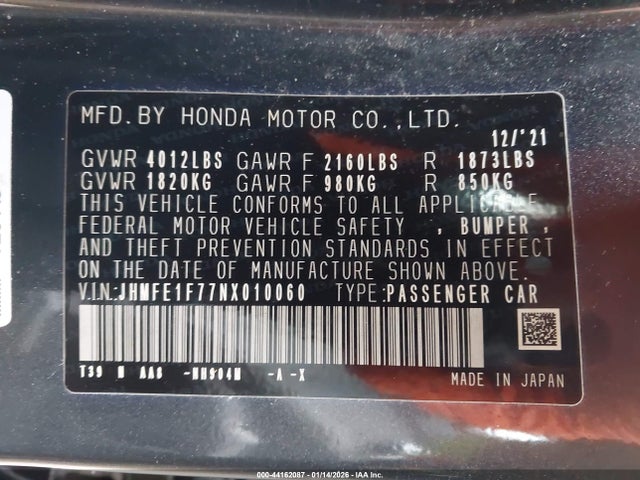 MFD. BY HONDA MOTOR CO.,LTD.
12/'21
GVWR 4012LBS GAWR F 2160LBS R 1873LBS
GVWR 1820KG GAWR F 980KG R 850KG
THIS VEHICLE CONFORMS TO ALL APPLICABLE
FEDERAL MOTOR VEHICLE SAFETY , BUMPER ,
AND THEFT PREVENTION STANDARDS IN EFFECT
ON THE DATE OF MANUFACTURE SHOWN ABOVE.
V.I.N:JHMFE1F77NX010060 TYPE:PASSENGER CAR
-A -X
MADE IN JAPAN
000-44162087 - 01/14/2026 - IAA Inc.